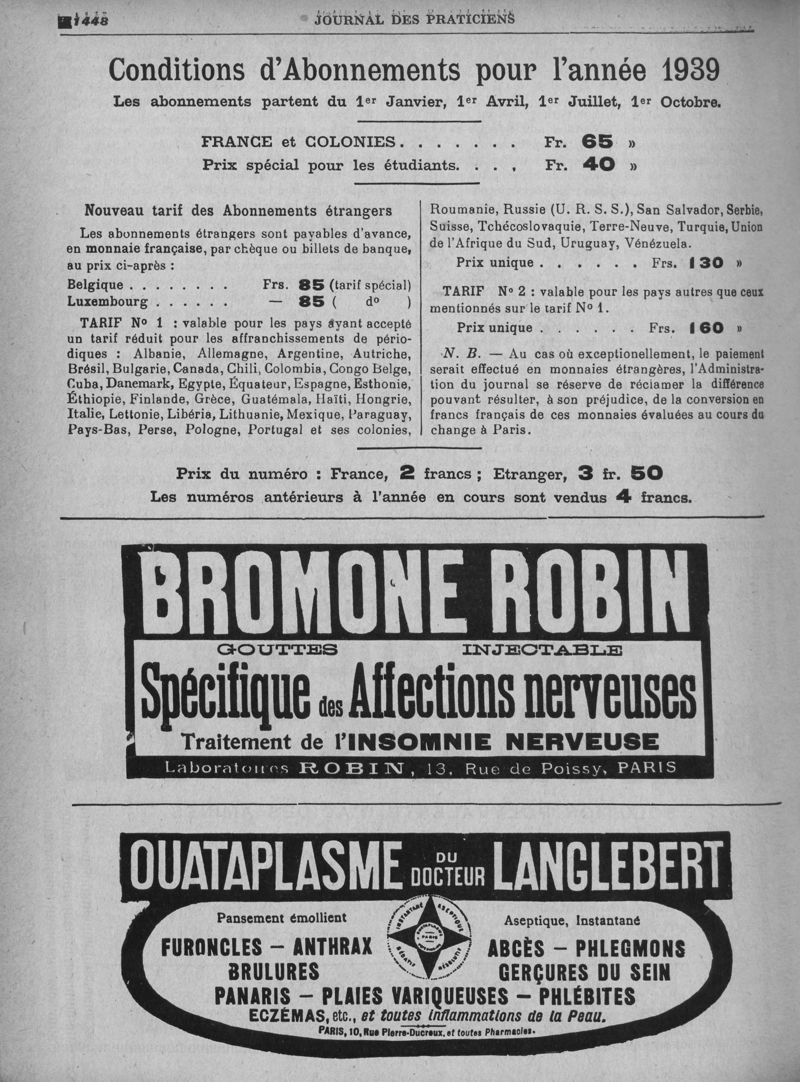 1448
JOURNAL DES PRATICIENS
Conditions d'Abonnements pour l'année 1939
Les abonnements partent du 1er Janvier, 1er Avril, 1er Juillet, 1er Octobre.
FRANCE et COLONIES. . . . . . . Fr. 65 »
Prix spécial pour les étudiants. . . . Fr. 40 »
Nouveau tarif des Abonnements étrangers
Les abonnements étrangers sont payables d'avance,
en monnaie française, par chèque ou billets de banque,
au prix ci-après :
Belgique . . . . . . . . Frs. 85 (tarif spécial)
Luxembourg . . . . . . — 85 ( do )
TARIF No 1 : valable pour les pays ayant accepté
un tarif réduit pour les affranchissements de pério-
diques : Albanie, Allemagne, Argentine, Autriche,
Brésil, Bulgarie, Canada, Chili, Colombia, Congo Belge,
Cuba, Danemark, Egypte, Équateur, Espagne, Esthonie,
Éthiopie, Finlande, Grèce, Guatémala, Haïti, Hongrie,
Italie, Lettonie, Libéria, Lithuanie, Mexique, Paraguay,
Pays-Bas, Perse, Pologne, Portugal et ses colonies,
Roumanie, Russie (U. R. S. S.), San Salvador, Serbie,
Suisse, Tchécoslovaquie, Terre-Neuve, Turquie, Union
de l'Afrique du Sud, Uruguay, Vénézuela.
Prix unique . . . . . . Frs. 130 »
TARIF No 2 : valable pour les pays autres que ceux
mentionnés sur le tarif No 1.
Prix unique . . . . . . Frs. 160 »
N. B. — Au cas où exceptionellement, le paiement
serait effectué en monnaies étrangères, l'Administra-
tion du journal se réserve de réclamer la différence
pouvant résulter, à son préjudice, de la conversion en
francs français de ces monnaies évaluées au cours du
change à Paris.
Prix du numéro : France, 2 francs ; Etranger, 3 fr. 50
Les numéros antérieurs à l'année en cours sont vendus 4 francs.
BROMONE ROBIN
GOUTTES INJECTABLE
Spécifique des Affections nerveuses
Traitement de l'INSOMNIE NERVEUSE
Laboratoires ROBIN, 13, Rue de Poissy, PARIS
OUATAPLASME DU DOCTEUR LANGLEBERT
Pansement émollient
Aseptique, Instantané
INSTANTANÉ ASEPTIQUE
PARIS
FURONCLES — ANTHRAX
ABCÈS — PHLEGMONS
BRULURES
GERÇURES DU SEIN
PANARIS — PLAIES VARIQUEUSES — PHLÉBITES
ECZÉMAS, etc., et toutes inflammations de la Peau.
PARIS, 10, Rue Pierre-Ducreux, et toutes Pharmacies.